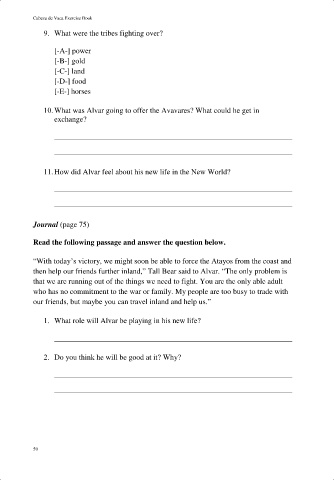 Cabeza de Vaca, Exercise Book
9. What were the tribes fighting over?
[-A-] power
[-B-] gold
[-C-] land
[-D-] food
[-E-] horses
10. What was Alvar going to offer the Avavares? What could he get in
exchange?
11. How did Alvar feel about his new life in the New World?
Journal (page 75)
Read the following passage and answer the question below.
“With today’s victory, we might soon be able to force the Atayos from the coast and
then help our friends further inland,” Tall Bear said to Alvar. “The only problem is
that we are running out of the things we need to fight. You are the only able adult
who has no commitment to the war or family. My people are too busy to trade with
our friends, but maybe you can travel inland and help us.”
1. What role will Alvar be playing in his new life?
2. Do you think he will be good at it? Why?